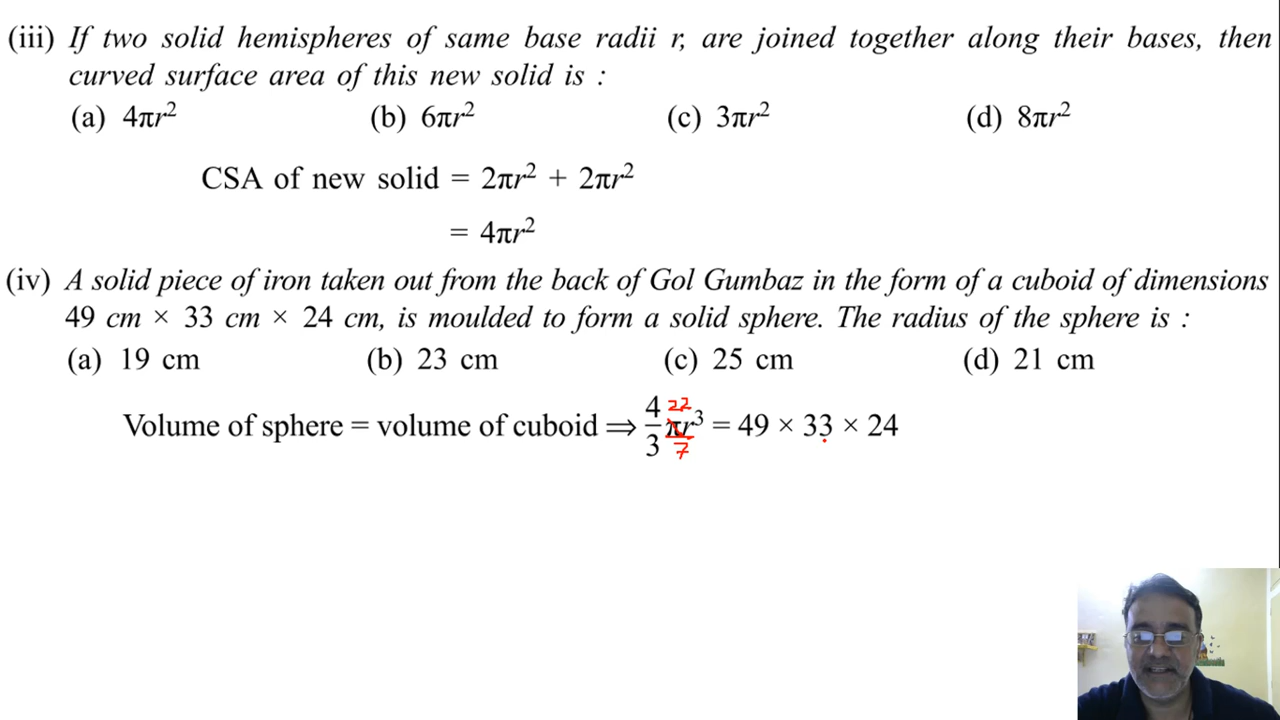 (iii) If two solid hemispheres of same base radii r, are joined together along their bases, then
curved surface area of this new solid is :
(a) 4πr² (b) 6πr² (c) 3πr² (d) 8πr²
CSA of new solid = 2πr² + 2πr²
= 4πr²
(iv) A solid piece of iron taken out from the back of Gol Gumbaz in the form of a cuboid of dimensions
49 cm × 33 cm × 24 cm, is moulded to form a solid sphere. The radius of the sphere is :
(a) 19 cm (b) 23 cm (c) 25 cm (d) 21 cm
Volume of sphere = volume of cuboid ⇒ 4/3 πr³ = 49 × 33 × 24
22
7